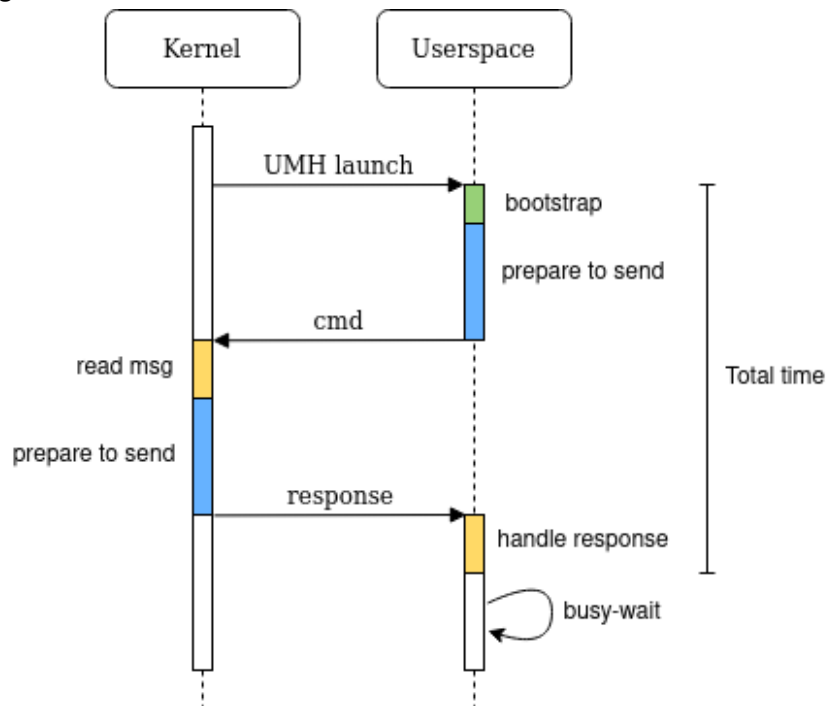 Kernel
Userspace
UMH launch
bootstrap
prepare to send
cmd
read msg
Total time
prepare to send
response
handle response
busy-wait